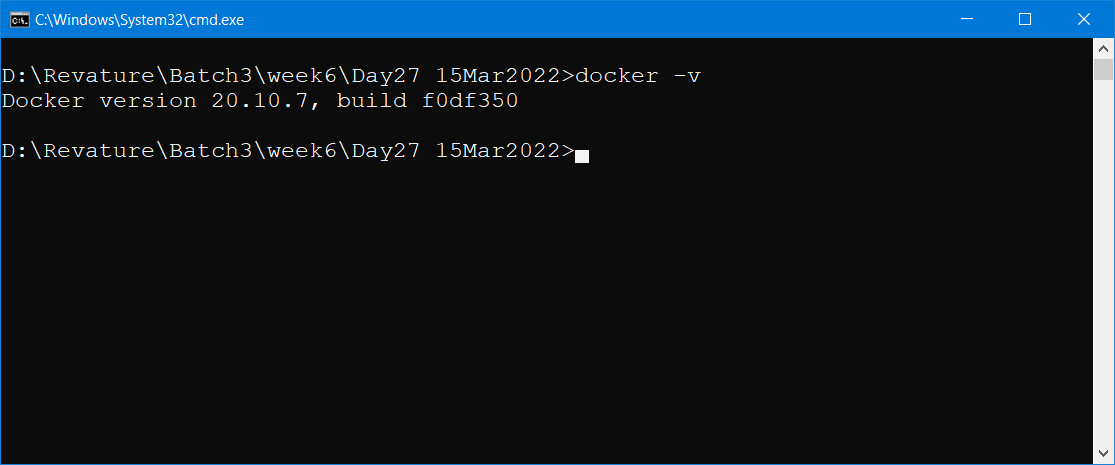 C:\Windows\System32\cmd.exe
D:\Revature\Batch3\week6\Day27 15Mar2022>docker -v
Docker version 20.10.7, build f0df350
D:\Revature\Batch3\week6\Day27 15Mar2022>